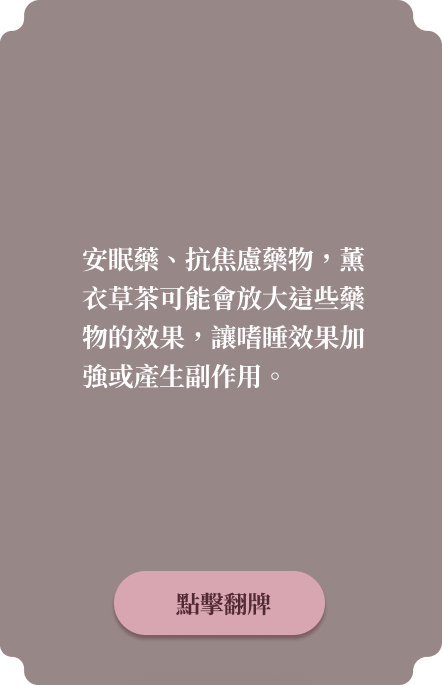 安眠藥、抗焦慮藥物，薰
衣草茶可能會放大這些藥
物的效果，讓嗜睡效果加
強或產生副作用。
點擊翻牌